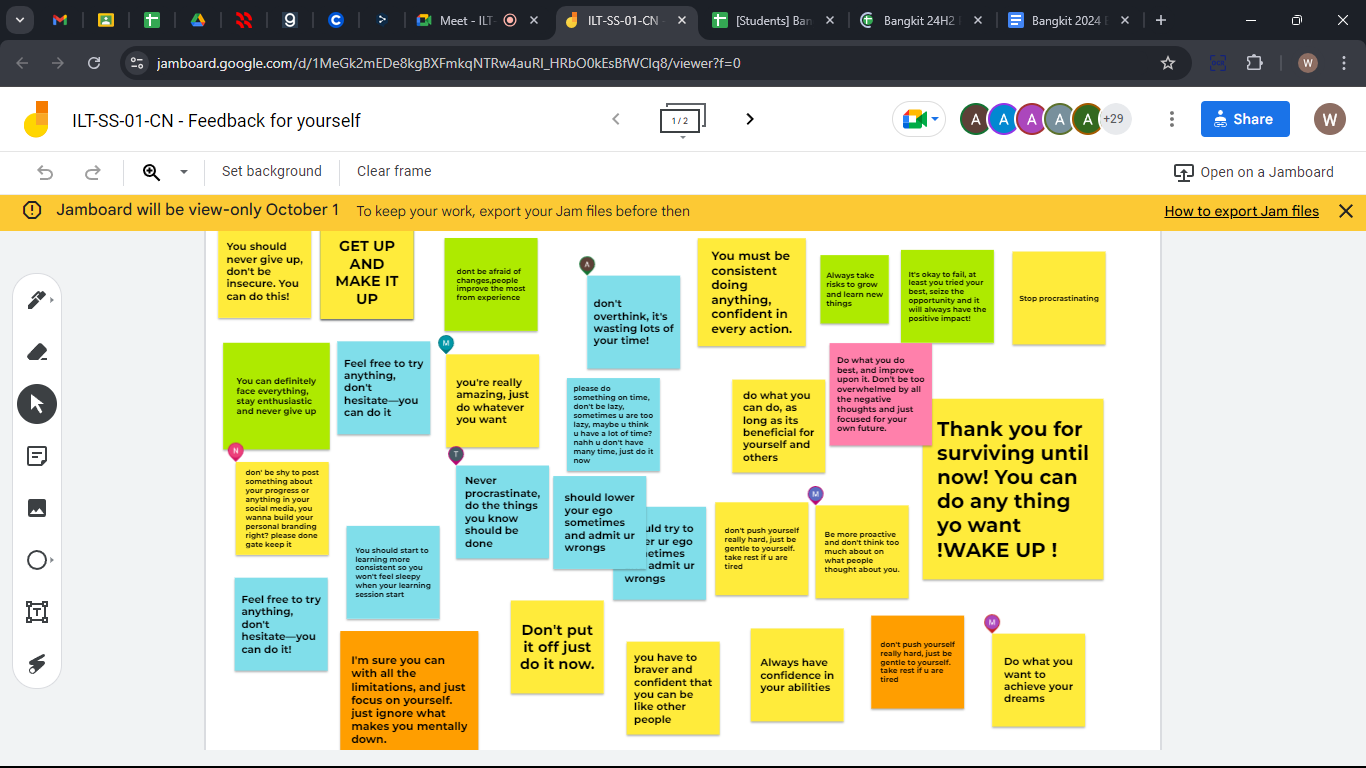 Meet - ILT-
ILT-SS-01-CN -
[Students] Ban
Bangkit 24H2
Bangkit 2024
jamboard.google.com/d/1MeGk2mEDe8kgBXFmkqNTRw4auRl_HRbO0kEsBfWClq8/viewer?f=0
W
ILT-SS-01-CN - Feedback for yourself
1 / 2
A
A
A
A
A
+29
Share
W
Set background
Clear frame
Open on a Jamboard
Jamboard will be view-only October 1
To keep your work, export your Jam files before then
How to export Jam files
You should
never give up,
don't be
insecure. You
can do this!
GET UP
AND
MAKE IT
UP
dont be afraid of
changes,people
improve the most
from experience
A
don't
overthink, it's
wasting lots of
your time!
You must be
consistent
doing
anything,
confident in
every action.
Always take
risks to grow
and learn new
things
It's okay to fail, at
least you tried your
best, seize the
opportunity and it
will always have the
positive impact!
Stop procrastinating
You can definitely
face everything,
stay enthusiastic
and never give up
Feel free to try
anything,
don't
hesitate—you
can do it
M
you're really
amazing, just
do whatever
you want
please do
something on time,
don't be lazy,
sometimes u are too
lazy, maybe u think
u have a lot of time?
nahh u don't have
many time, just do it
now
do what you
can do, as
long as its
beneficial for
yourself and
others
Do what you do
best, and improve
upon it. Don't be too
overwhelmed by all
the negative
thoughts and just
focused for your
own future.
Thank you for
surviving until
now! You can
do any thing
yo want
!WAKE UP !
N
don' be shy to post
something about
your progress or
anything in your
social media, you
wanna build your
personal branding
right? please done
gate keep it
T
Never
procrastinate,
do the things
you know
should be
done
should lower
your ego
sometimes
and admit ur
wrongs
try to
ur ego
admit ur
wrongs
don't push yourself
really hard, just be
gentle to yourself.
take rest if u are
tired
M
Be more proactive
and don't think too
much about on
what people
thought about you.
You should start to
learning more
consistent so you
won't feel sleepy
when your learning
session start
Feel free to try
anything,
don't
hesitate—you
can do it!
I'm sure you can
with all the
limitations, and just
focus on yourself.
just ignore what
makes you mentally
down.
Don't put
it off just
do it now.
you have to
braver and
confident that
you can be
like other
people
Always have
confidence in
your abilities
don't push yourself
really hard, just be
gentle to yourself.
take rest if u are
tired
M
Do what you
want to
achieve your
dreams